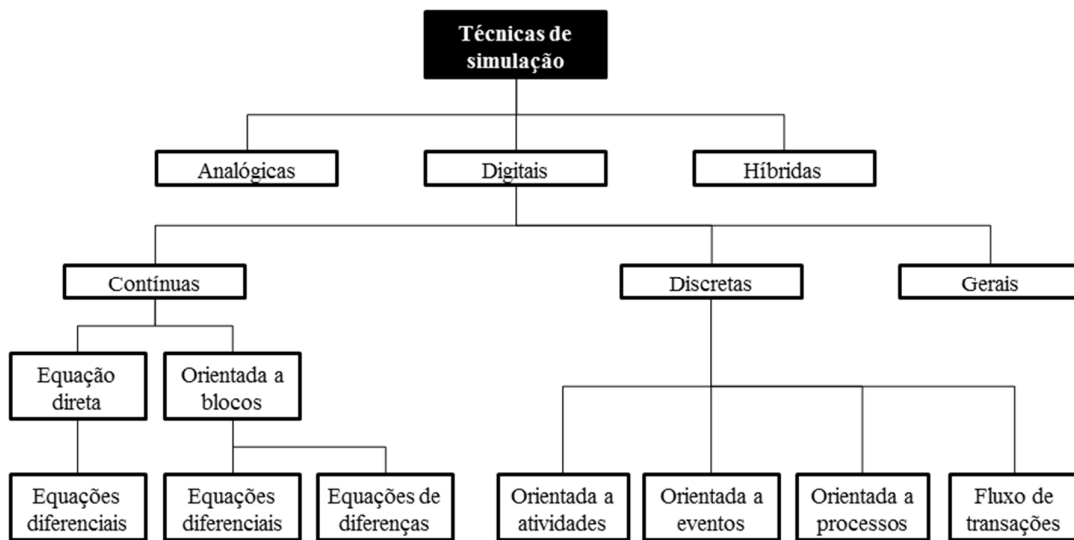 Técnicas de
simulação
Analógicas
Digitais
Híbridas
Contínuas
Discretas
Gerais
Equação
direta
Orientada a
blocos
Equações
diferenciais
Equações
diferenciais
Equações de
diferenças
Orientada a
atividades
Orientada a
eventos
Orientada a
processos
Fluxo de
transações